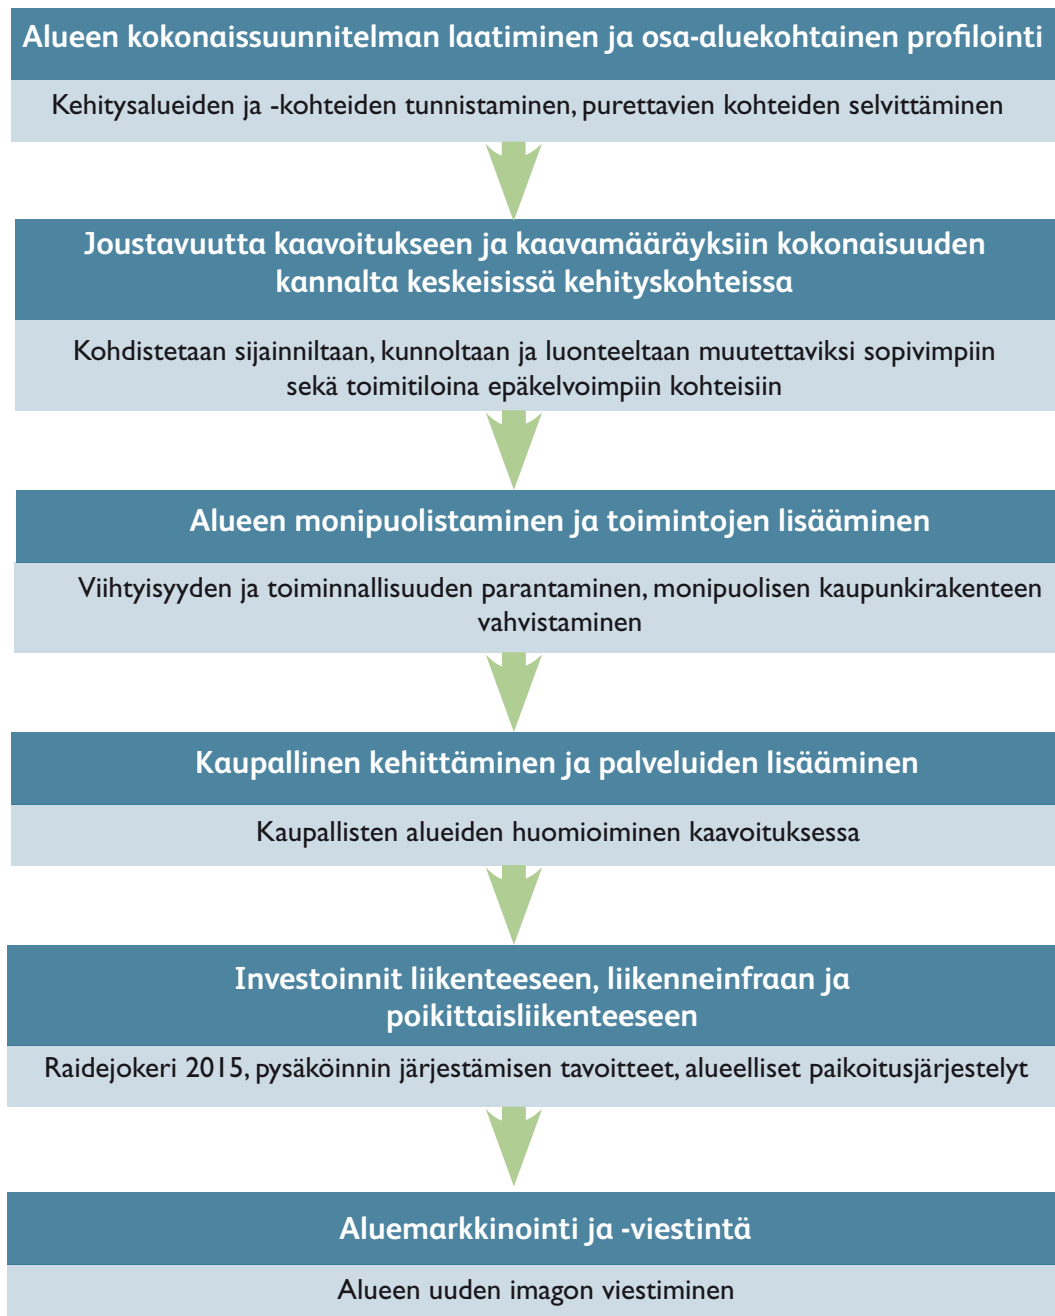 Alueen kokonaissuunnitelman laatiminen ja osa-aluekohtainen profilointi
Kehitysalueiden ja -kohteiden tunnistaminen, purettavien kohteiden selvittäminen
Joustavuutta kaavoitukseen ja kaavamääräyksiin kokonaisuuden
kannalta keskeisissä kehityskohteissa
Kohdistetaan sijainniltaan, kunnoltaan ja luonteeltaan muutettaviksi sopivimpiin
sekä toimitiloina epäkelvoimpiin kohteisiin
Alueen monipuolistaminen ja toimintojen lisääminen
Viihtyisyyden ja toiminnallisuuden parantaminen, monipuolisen kaupunkirakenteen
vahvistaminen
Kaupallinen kehittäminen ja palveluiden lisääminen
Kaupallisten alueiden huomioiminen kaavoituksessa
Investoinnit liikenteeseen, liikenneinfraan ja
poikittaisliikenteeseen
Raidejokeri 2015, pysäköinnin järjestämisen tavoitteet, alueelliset paikoitusjärjestelyt
Aluemarkkinointi ja -viestintä
Alueen uuden imagon viestiminen